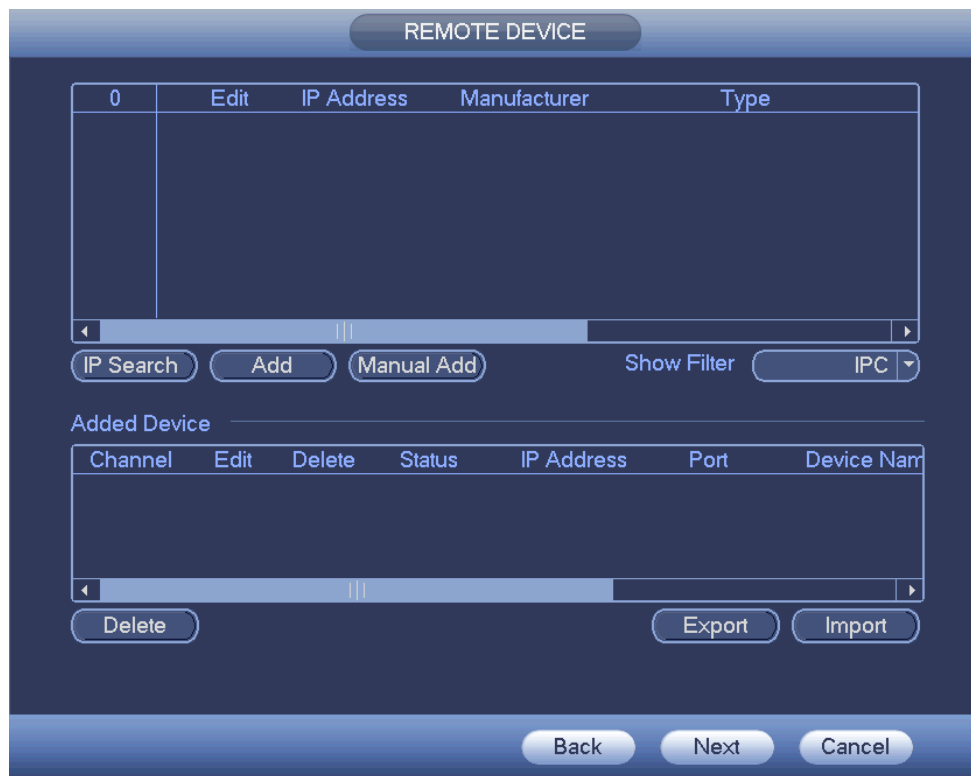 REMOTE DEVICE
0 Edit IP Address Manufacturer Type
IP Search Add Manual Add Show Filter IPC
Added Device
Channel Edit Delete Status IP Address Port Device Nam
Delete Export Import
Back Next Cancel